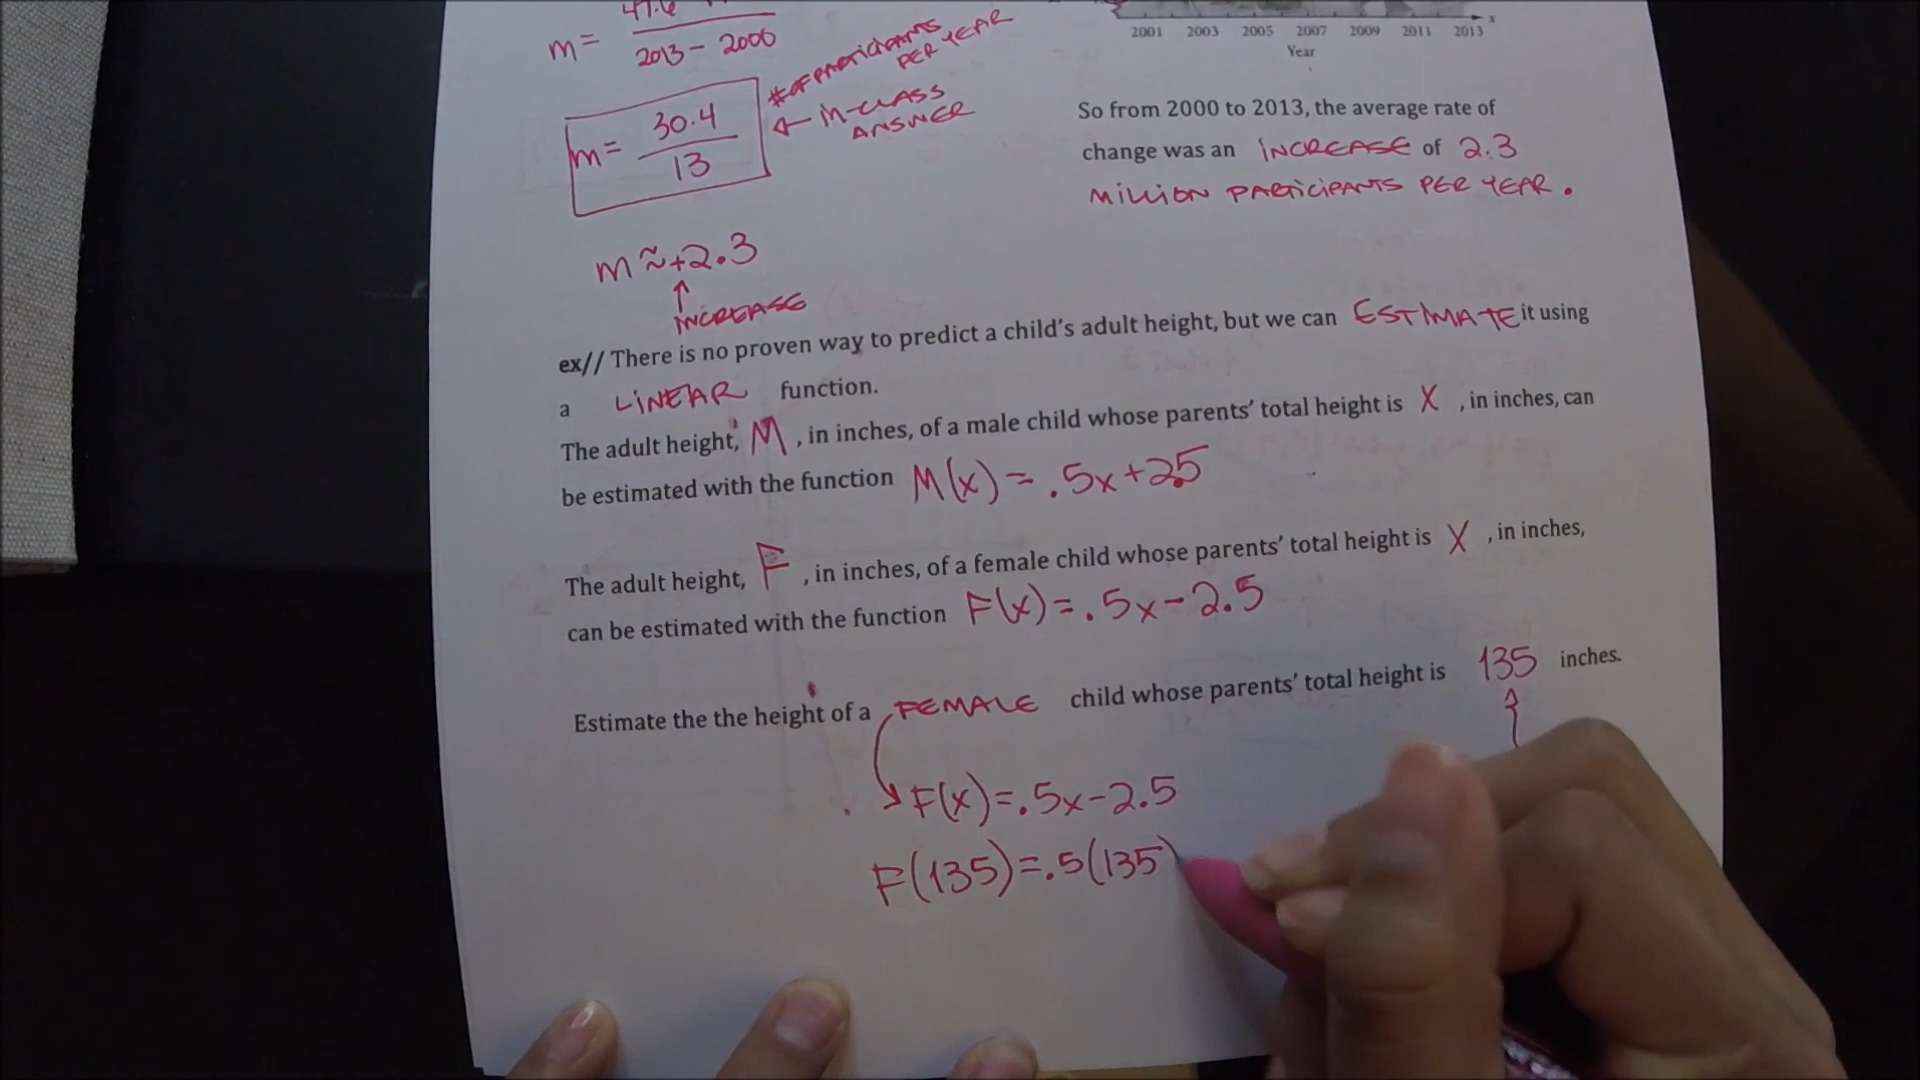 m = 47.6
2013 - 2000
# OF PARTICIPANTS PER YEAR
m = 30.4 / 13
← IN-CLASS ANSWER
m ≈ +2.3
↑
INCREASE
2001 2003 2005 2007 2009 2011 2013 x
Year
So from 2000 to 2013, the average rate of
change was an INCREASE of 2.3
MILLION PARTICIPANTS PER YEAR.
ex// There is no proven way to predict a child's adult height, but we can ESTIMATE it using
a LINEAR function.
The adult height, M, in inches, of a male child whose parents' total height is X, in inches, can
be estimated with the function M(x) = .5x + 2.5
The adult height, F, in inches, of a female child whose parents' total height is X, in inches,
can be estimated with the function F(x) = .5x - 2.5
Estimate the the height of a FEMALE child whose parents' total height is 135 inches.
F(x) = .5x - 2.5
F(135) = .5(135)